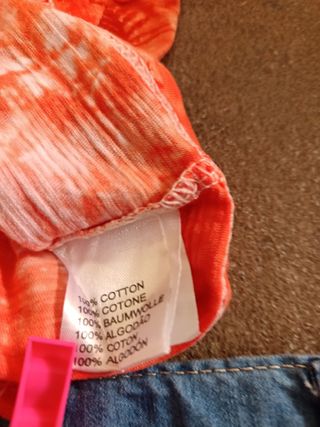 100% COTTON
100% COTONE
100% BAUMWOLLE
100% ALGODÃO
100% COTON
100% ALGODÓN